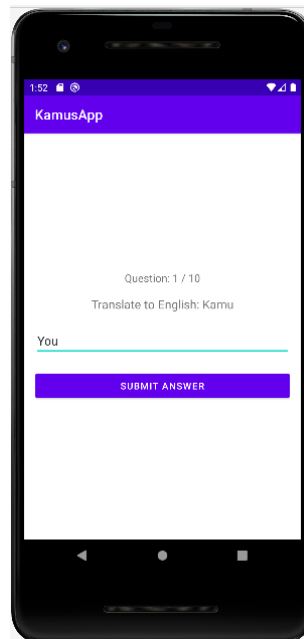 1:52
KamusApp
Question: 1 / 10
Translate to English: Kamu
You
SUBMIT ANSWER